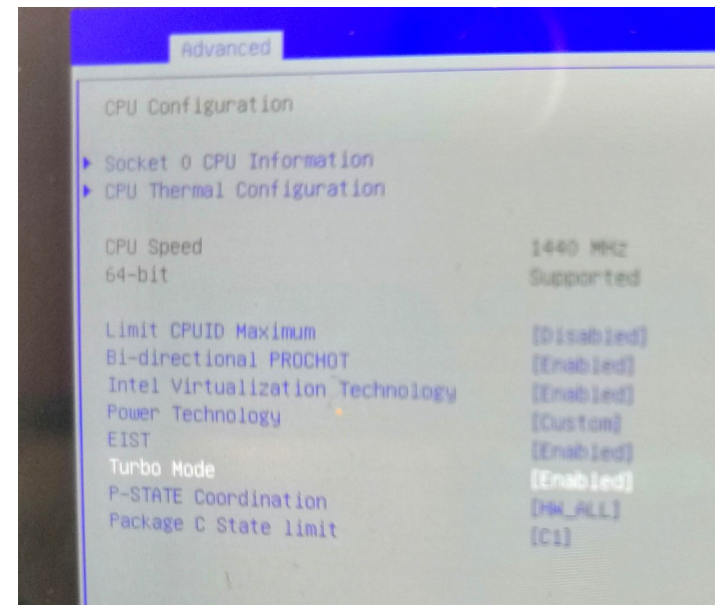 Advanced
CPU Configuration
Socket 0 CPU Information
CPU Thermal Configuration
CPU Speed 1440 MHz
64-bit Supported
Limit CPUID Maximum [Disabled]
Bi-directional PROCHOT [Enabled]
Intel Virtualization Technology [Enabled]
Power Technology [Custom]
EIST [Enabled]
Turbo Mode [Enabled]
P-STATE Coordination [HW_ALL]
Package C State limit [C1]